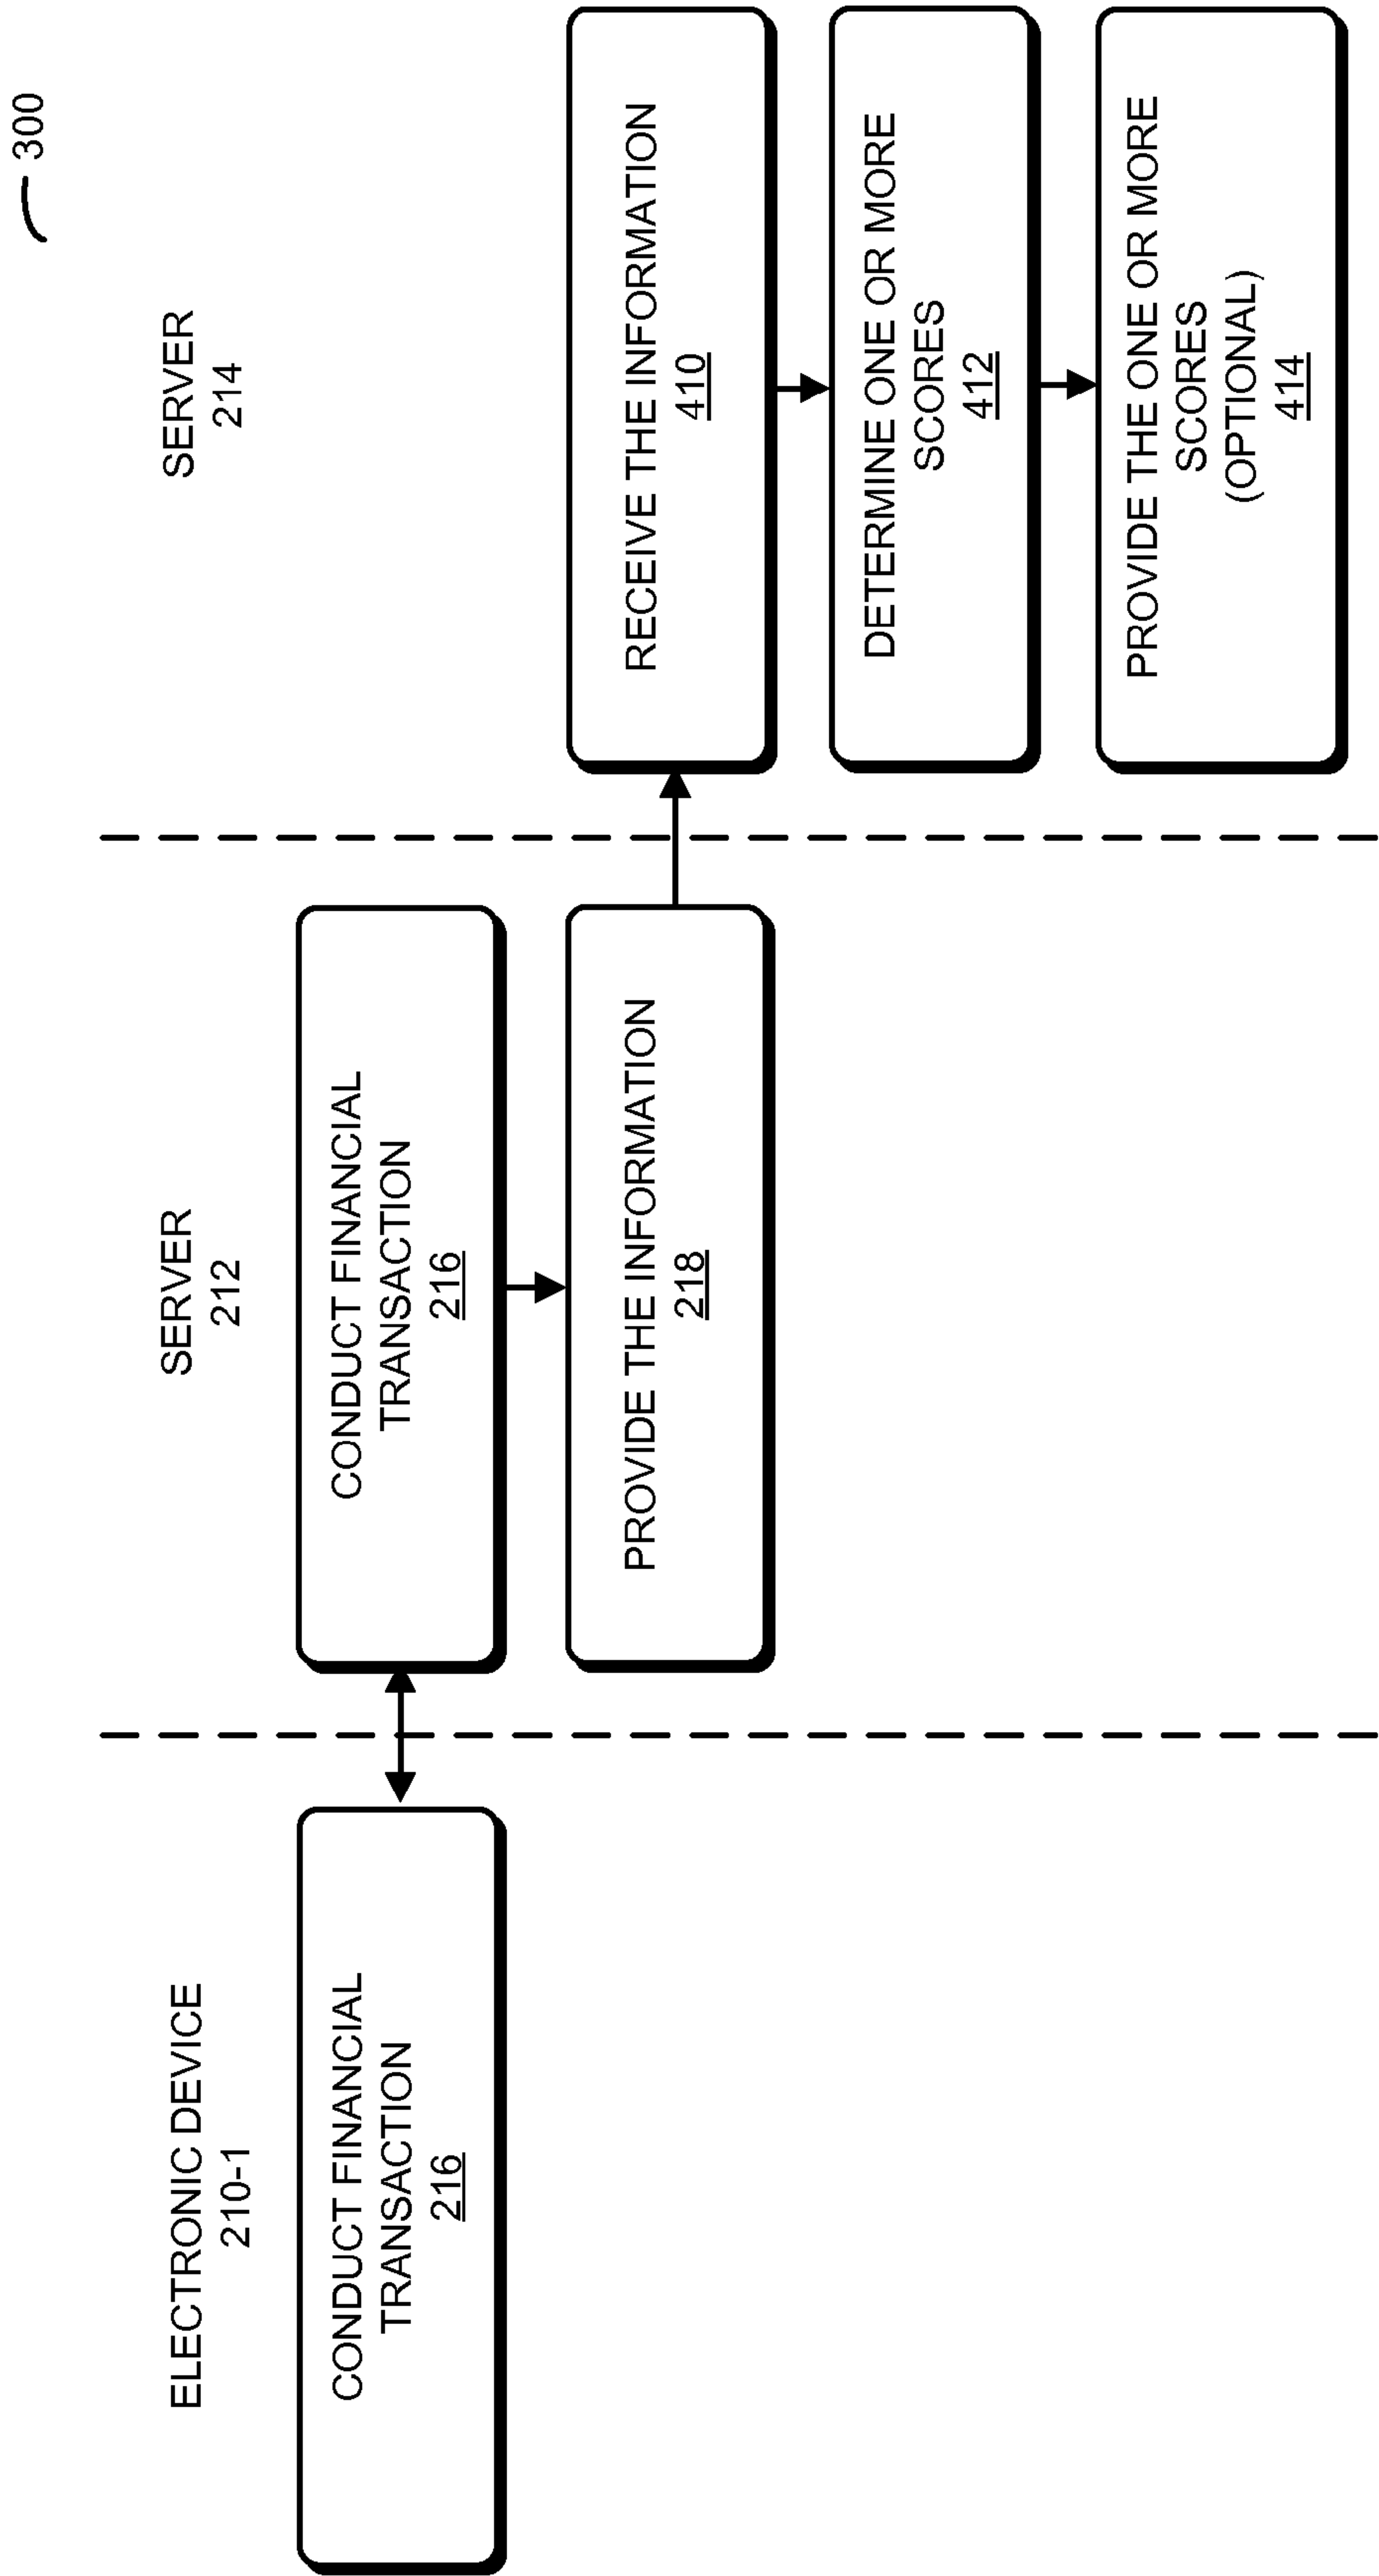 300
ELECTRONIC DEVICE
210-1
SERVER
212
SERVER
214
CONDUCT FINANCIAL
TRANSACTION
216
CONDUCT FINANCIAL
TRANSACTION
216
PROVIDE THE INFORMATION
218
RECEIVE THE INFORMATION
410
DETERMINE ONE OR MORE
SCORES
412
PROVIDE THE ONE OR MORE
SCORES
(OPTIONAL)
414